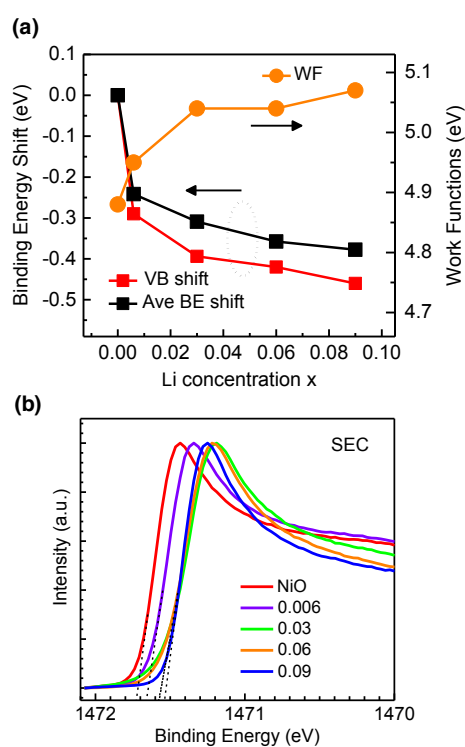 (a)
0.1
0.0
-0.1
-0.2
-0.3
-0.4
-0.5
Binding Energy Shift (eV)
WF
VB shift
Ave BE shift
5.1
5.0
4.9
4.8
4.7
Work Functions (eV)
0.00 0.02 0.04 0.06 0.08 0.10
Li concentration x
(b)
SEC
Intensity (a.u.)
NiO
0.006
0.03
0.06
0.09
1472 1471 1470
Binding Energy (eV)